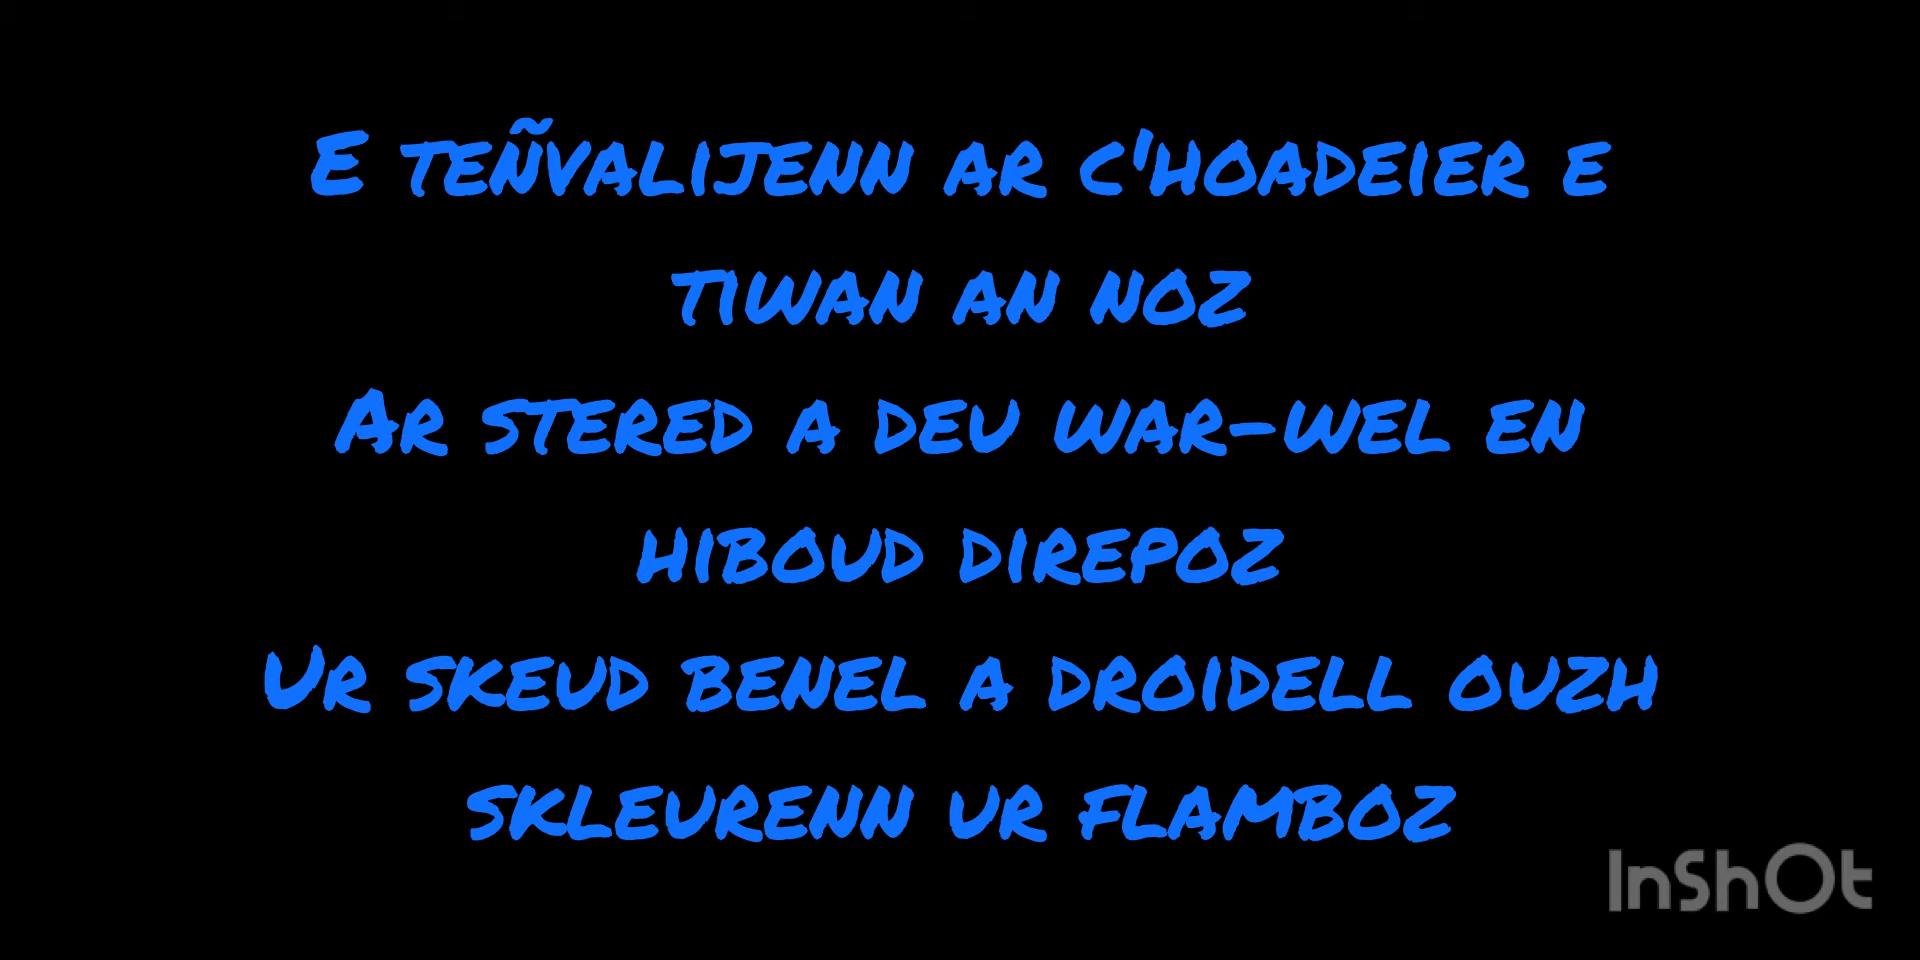 E teñvalijenn ar c'hoadeier e
tiwan an noz
Ar stered a deu war-wel en
hiboud direpoz
Ur skeud benel a droidell ouzh
skleurenn ur flamboz
InShOt